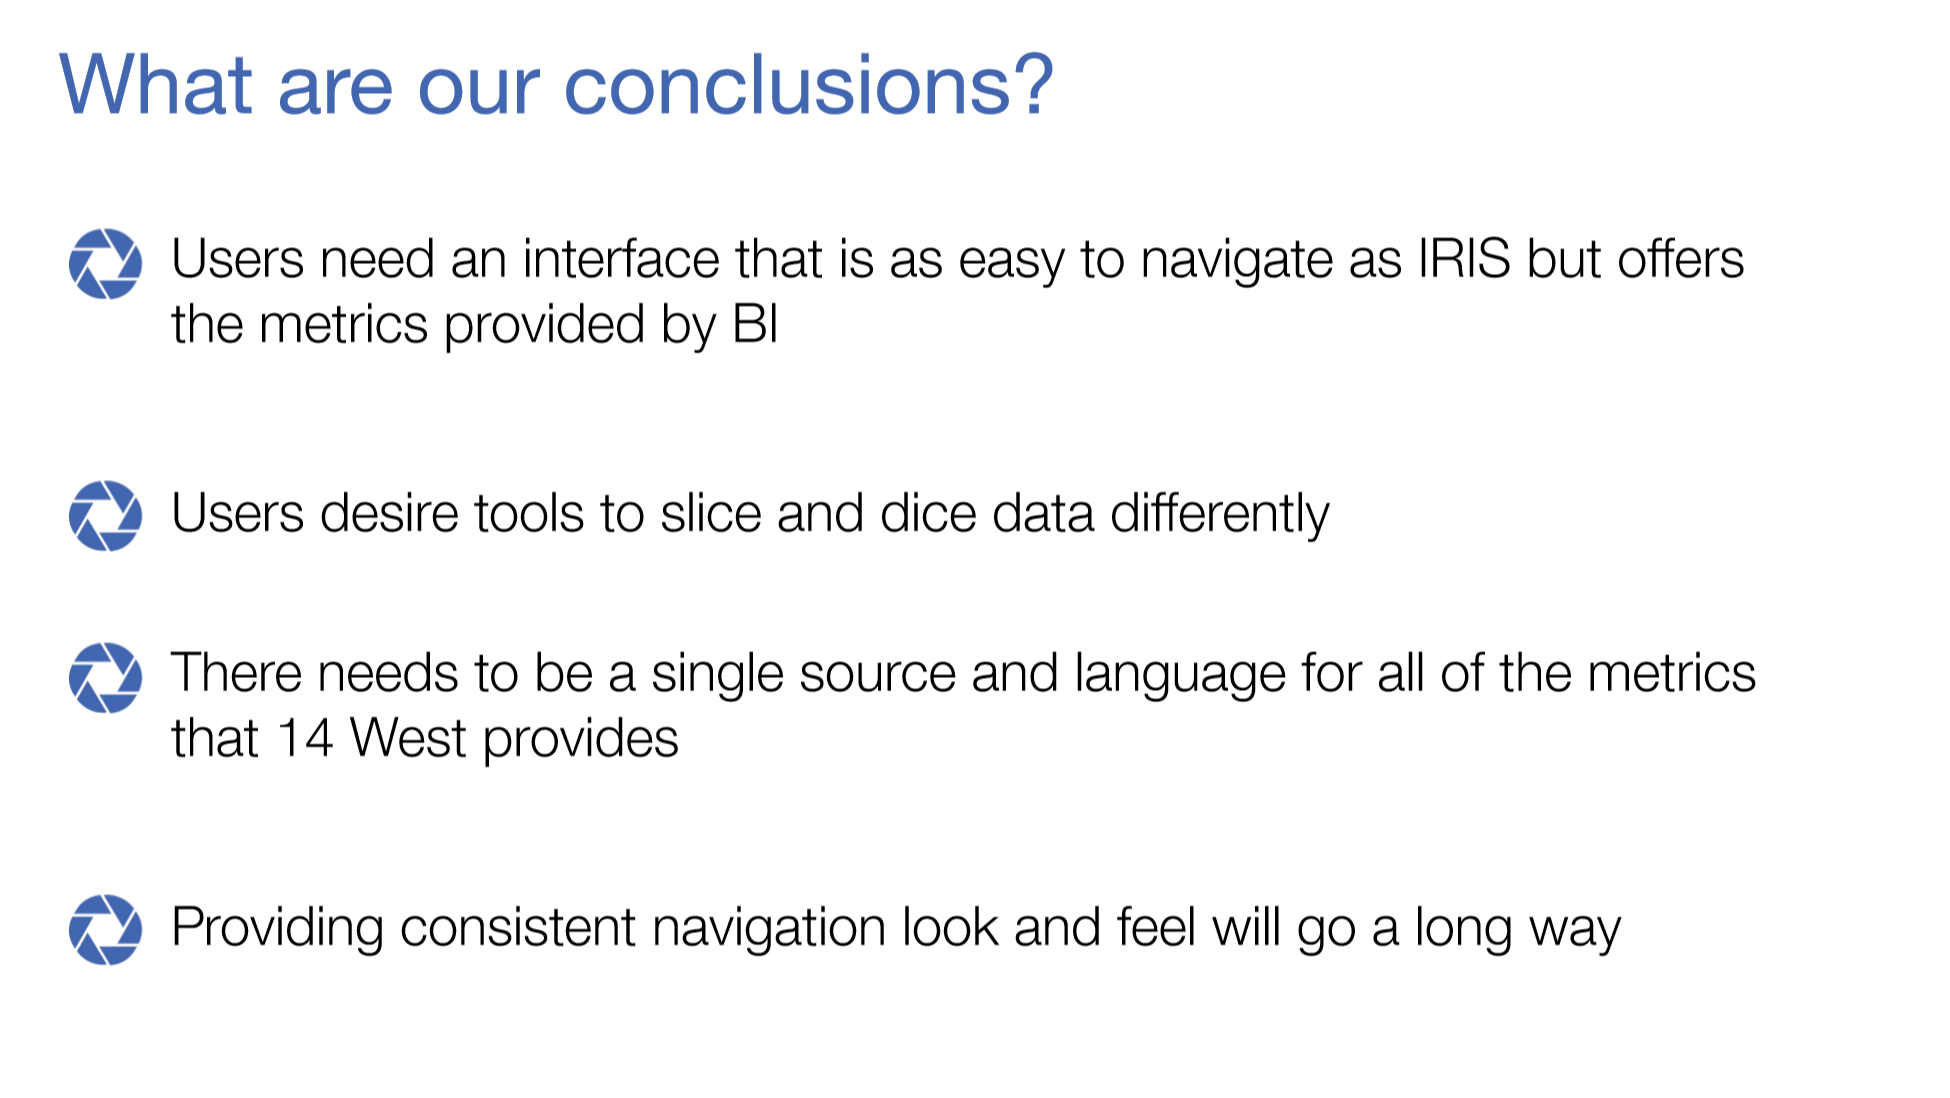 What are our conclusions?
Users need an interface that is as easy to navigate as IRIS but offers
the metrics provided by BI
Users desire tools to slice and dice data differently
There needs to be a single source and language for all of the metrics
that 14 West provides
Providing consistent navigation look and feel will go a long way